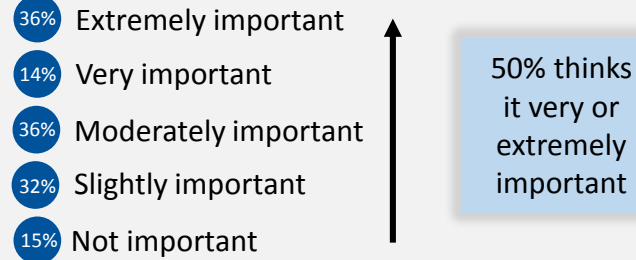 36% Extremely important
14% Very important
36% Moderately important
32% Slightly important
15% Not important
50% thinks
it very or
extremely
important